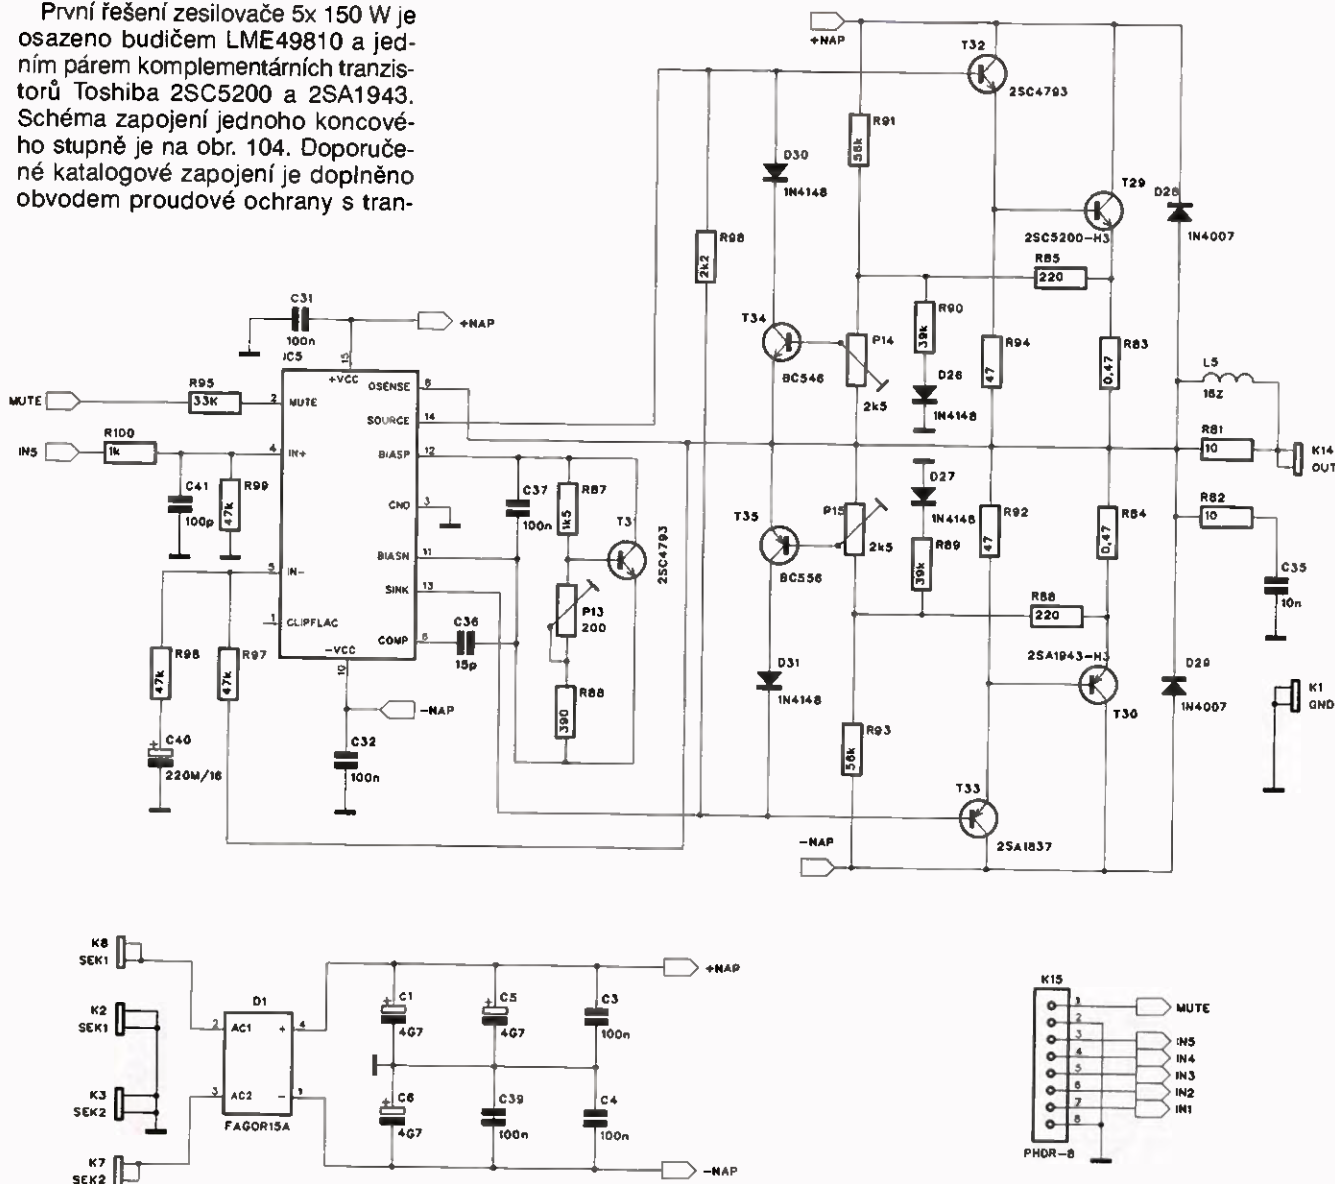 První řešení zesilovače 5x 150 W je
osazeno budičem LME49810 a jed-
ním párem komplementárních tranzis-
torů Toshiba 2SC5200 a 2SA1943.
Schéma zapojení jednoho koncové-
ho stupně je na obr. 104. Doporuče-
né katalogové zapojení je doplněno
obvodem proudové ochrany s tran-
+NAP
T32
2SC4793
R91
56k
D30
1N4148
T29
2SC5200-H3
D28
1N4007
R98
2k2
R85
220
C31
100n
+NAP
IC5
R90
39k
T34
BC546
P14
2k5
R94
47
R83
0,47
D26
1N4148
L5
16Z
15
+VCC
OSENSE
8
MUTE
R95
33K
2
MUTE
SOURCE
14
R81
10
K14
OUT
IN5
R100
1k
4
IN+
BIASP
12
C41
100p
R99
47k
C37
100n
R87
1k5
GND
3
T3
2SC4793
D27
1N4148
T35
BC556
P15
2k5
R92
47
R84
0,47
R82
10
BIASN
11
R89
39k
5
IN-
SINK
13
C35
10n
P13
200
R88
220
1
CLIPFLAC
C36
15p
COMP
6
-VCC
10
R96
47k
R97
47k
D31
1N4148
2SA1943-H3
T30
D29
1N4007
K1
GND
R88
390
-NAP
C40
+
220M/16
C32
100n
R93
56k
T33
2SA1837
-NAP
K8
SEK1
+NAP
K2
SEK1
D1
C1
+
4G7
C5
+
4G7
C3
100n
K15
1
MUTE
2
3
IN5
4
IN4
5
IN3
6
IN2
7
IN1
8
PHDR-8
2
AC1
+
4
K3
SEK2
3
AC2
-
1
FAGOR15A
C6
+
4G7
C39
100n
C4
100n
K7
SEK2
-NAP